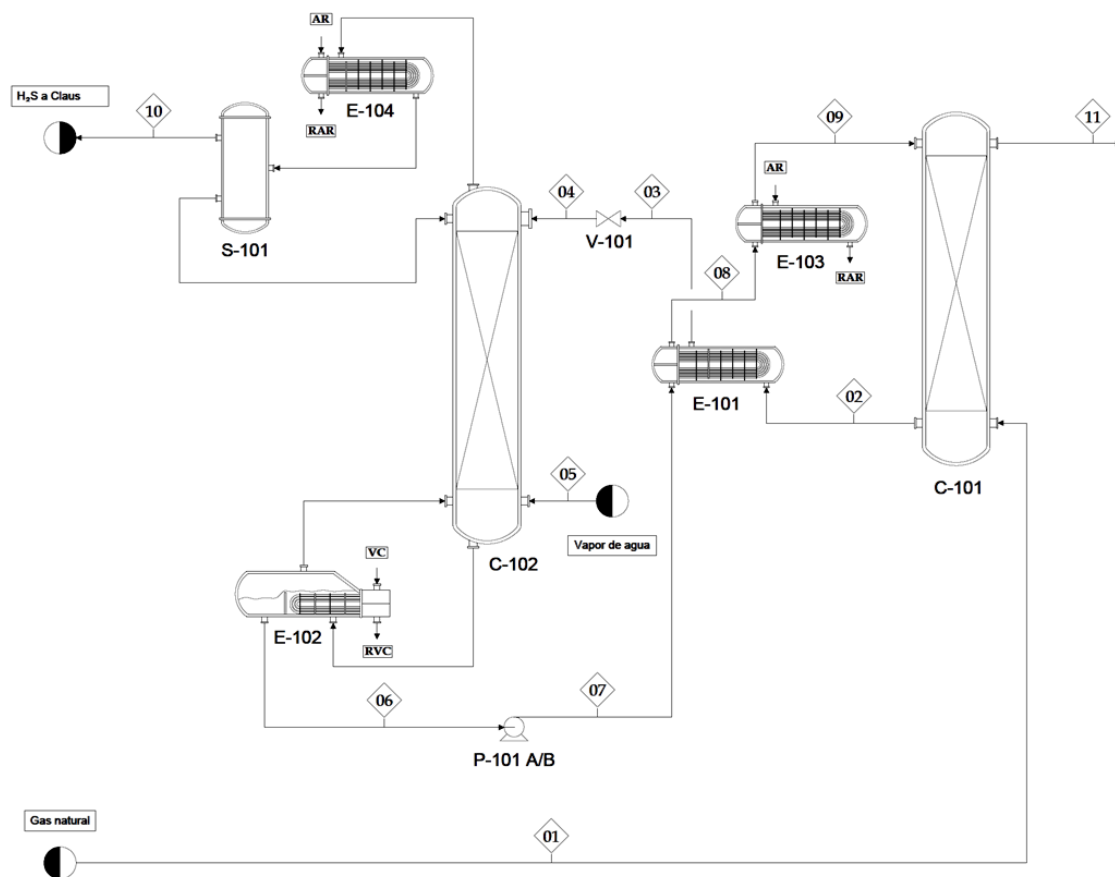 AR
E-104
RAR
H₂S a Claus
10
S-101
09
11
AR
04
03
V-101
E-103
RAR
08
E-101
02
C-101
05
Vapor de agua
C-102
VC
E-102
RVC
06
07
P-101 A/B
Gas natural
01